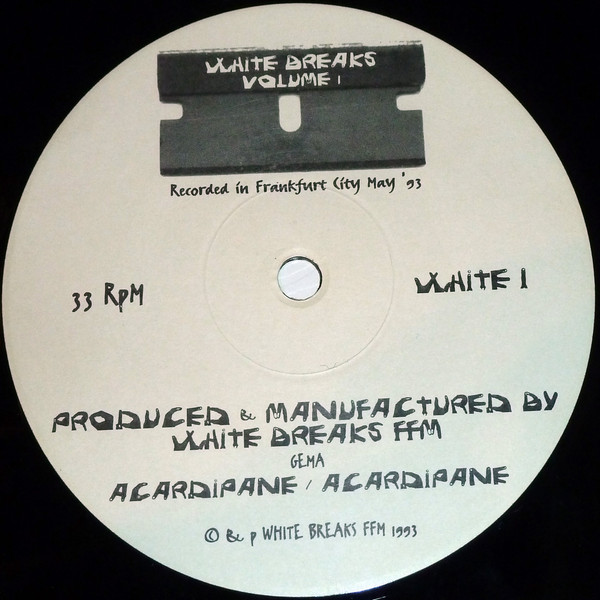 WHITE BREAKS
VOLUME 1
Recorded in Frankfurt City May '93
33 RpM
WHITE 1
PRODUCED & MANUFACTURED BY
WHITE BREAKS FFM
GEMA
ACARDIPANE / ACARDIPANE
© & p WHITE BREAKS FFM 1993